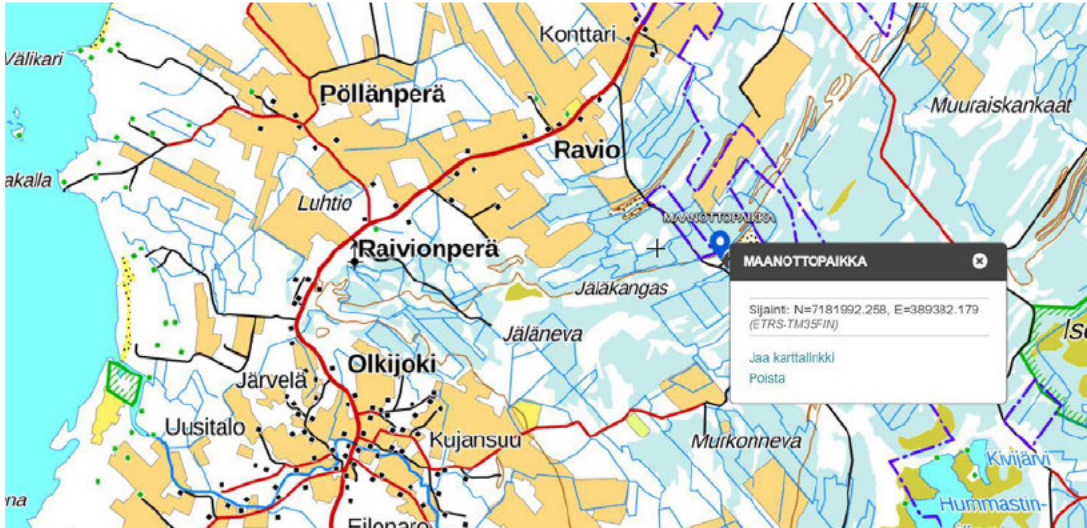 Välikari
Konttari
Pöllänperä
Muuraiskankaat
Ravio
akalla
Luhtio
MAANOTTOPAIKKA
Raivionperä
MAANOTTOPAIKKA
Jäläkangas
Sijainti: N=7181992.258, E=389382.179
(ETRS-TM35FIN)
Jäläneva
Jaa karttalinkki
Poista
Olkijoki
Järvelä
Uusitalo
Kujansuu
Murkonneva
Kivijärvi
Hummastin-